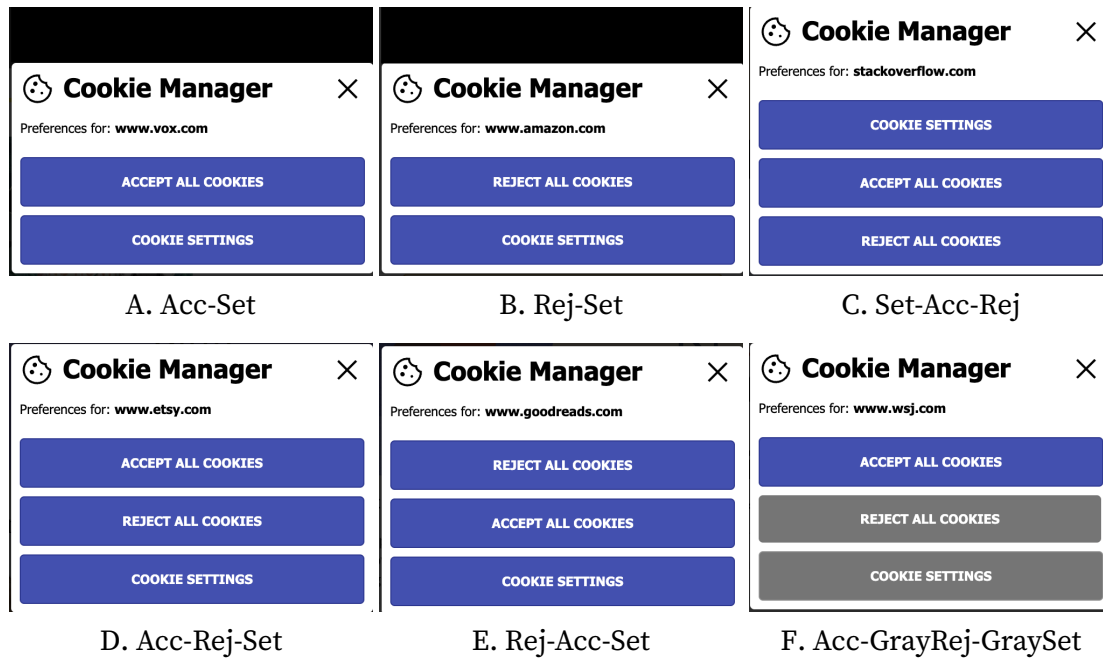 Cookie Manager
Preferences for: www.vox.com
ACCEPT ALL COOKIES
COOKIE SETTINGS
A. Acc-Set
Cookie Manager
Preferences for: www.amazon.com
REJECT ALL COOKIES
COOKIE SETTINGS
B. Rej-Set
Cookie Manager
Preferences for: stackoverflow.com
COOKIE SETTINGS
ACCEPT ALL COOKIES
REJECT ALL COOKIES
C. Set-Acc-Rej
Cookie Manager
Preferences for: www.etsy.com
ACCEPT ALL COOKIES
REJECT ALL COOKIES
COOKIE SETTINGS
D. Acc-Rej-Set
Cookie Manager
Preferences for: www.goodreads.com
REJECT ALL COOKIES
ACCEPT ALL COOKIES
COOKIE SETTINGS
E. Rej-Acc-Set
Cookie Manager
Preferences for: www.wsj.com
ACCEPT ALL COOKIES
REJECT ALL COOKIES
COOKIE SETTINGS
F. Acc-GrayRej-GraySet